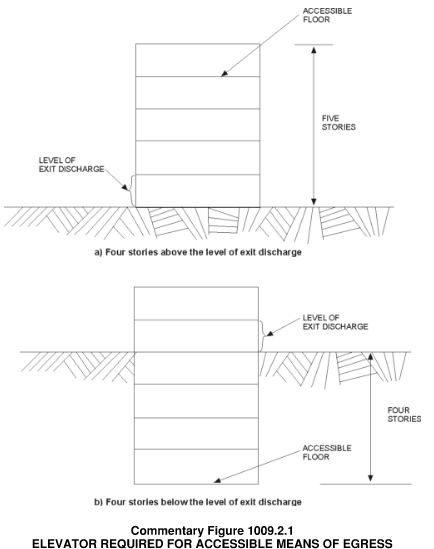 ACCESSIBLE
FLOOR
FIVE
STORIES
LEVEL OF
EXIT DISCHARGE
a) Four stories above the level of exit discharge
LEVEL OF
EXIT DISCHARGE
FOUR
STORIES
ACCESSIBLE
FLOOR
b) Four stories below the level of exit discharge
Commentary Figure 1009.2.1
ELEVATOR REQUIRED FOR ACCESSIBLE MEANS OF EGRESS